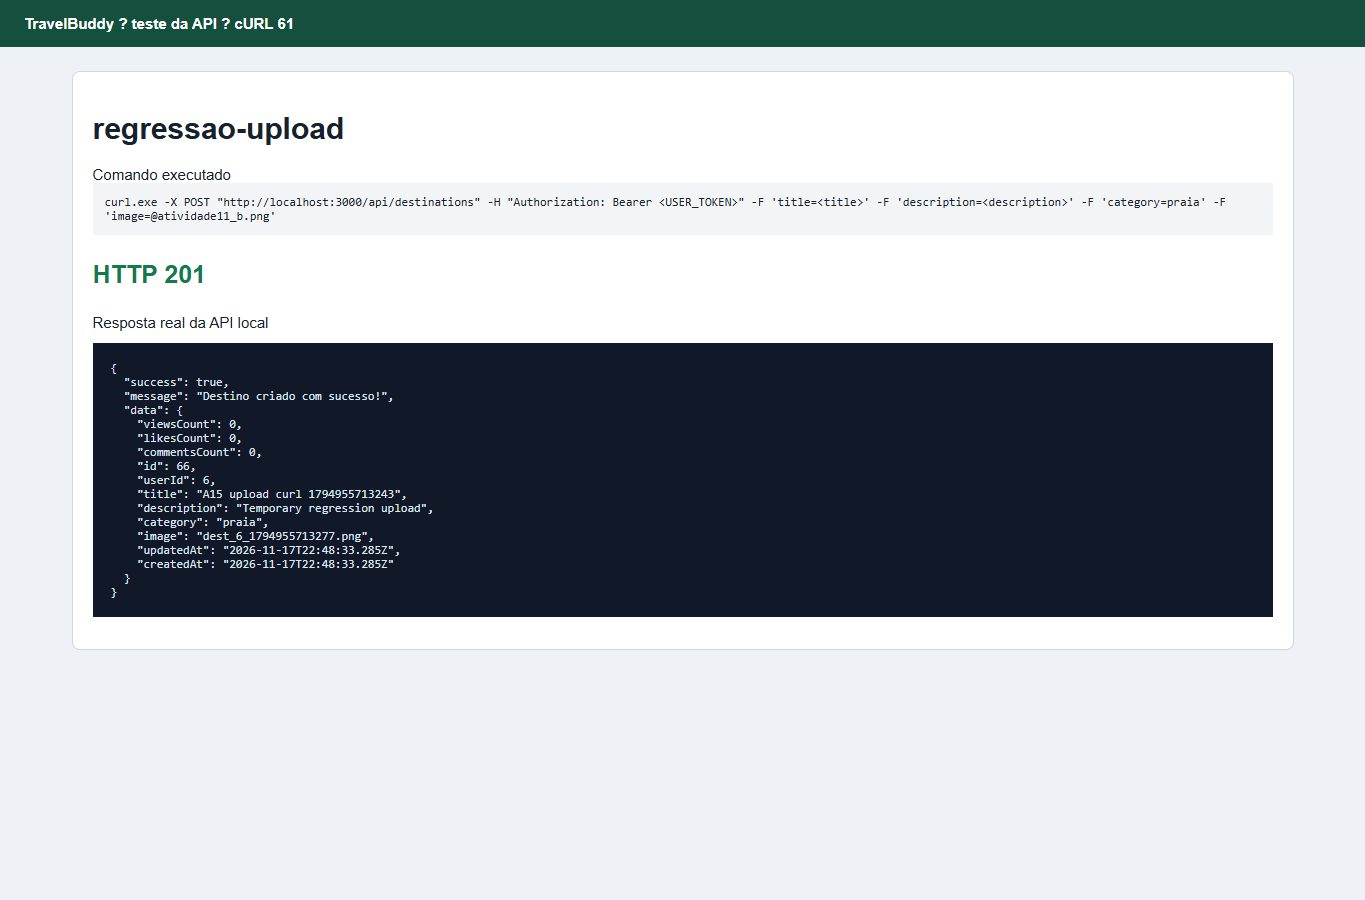 TravelBuddy ? teste da API ? cURL 61
regressao-upload
Comando executado
curl.exe -X POST "http://localhost:3000/api/destinations" -H "Authorization: Bearer <USER_TOKEN>" -F 'title=<title>' -F 'description=<description>' -F 'category=praia' -F
'image=@atividade11_b.png'
HTTP 201
Resposta real da API local
{
  "success": true,
  "message": "Destino criado com sucesso!",
  "data": {
    "viewsCount": 0,
    "likesCount": 0,
    "commentsCount": 0,
    "id": 66,
    "userId": 6,
    "title": "A15 upload curl 1794955713243",
    "description": "Temporary regression upload",
    "category": "praia",
    "image": "dest_6_1794955713277.png",
    "updatedAt": "2026-11-17T22:48:33.285Z",
    "createdAt": "2026-11-17T22:48:33.285Z"
  }
}